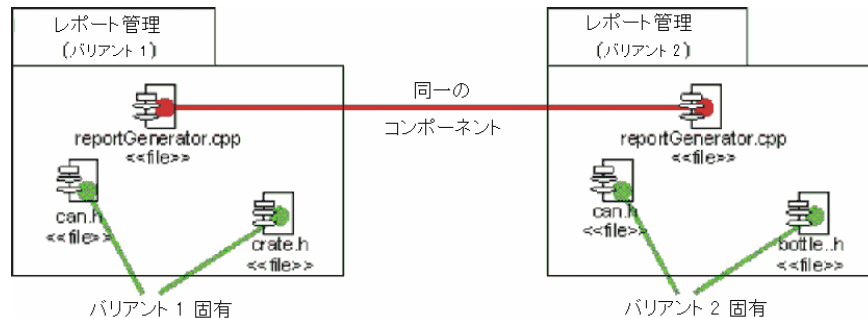 レポート管理
(バリアント 1)
reportGenerator.cpp
<<file>>
can.h
<<file>>
crate.h
<<file>>
バリアント 1 固有
同一の
コンポーネント
レポート管理
(バリアント 2)
reportGenerator.cpp
<<file>>
can.h
<<file>>
bottle..h
<<file>>
バリアント 2 固有